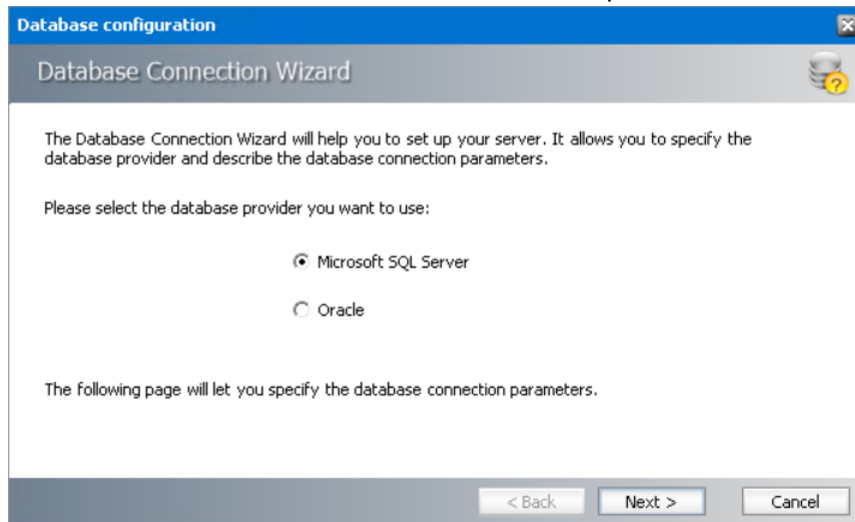 Database configuration
Database Connection Wizard
The Database Connection Wizard will help you to set up your server. It allows you to specify the
database provider and describe the database connection parameters.
Please select the database provider you want to use:
Microsoft SQL Server
Oracle
The following page will let you specify the database connection parameters.
< Back Next > Cancel